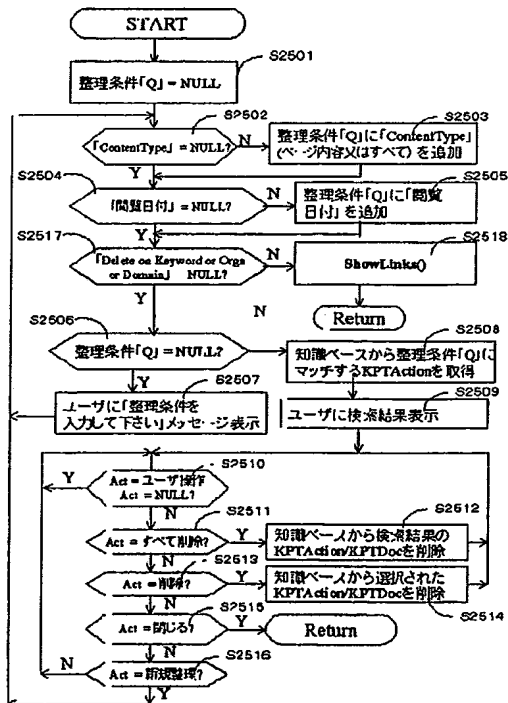 START
S2501
整理条件「Q」= NULL
S2502
「ContentType」= NULL?
N
S2503
整理条件「Q」に「ContentType」
(ページ内容又はすべて) を追加
Y
S2504
「閲覧日付」= NULL?
N
S2505
整理条件「Q」に「閲覧
日付」を追加
Y
S2517
「Delete on Keyword or Orga
or Domain」 NULL?
N
S2518
ShowLinks()
Y
N
Return
S2506
整理条件「Q」= NULL?
S2508
知識ベースから整理条件「Q」に
マッチするKPTActionを取得
Y
S2507
ユーザに「整理条件を
入力して下さい」メッセージ表示
S2509
ユーザに検索結果表示
S2510
Y
Act = ユーザ操作
Act = NULL?
N
S2511
Act = すべて削除?
Y
S2512
知識ベースから検索結果の
KPTAction/KPTDocを削除
N
S2513
Act = 削除?
Y
知識ベースから選択された
KPTAction/KPTDocを削除
S2514
N
S2515
Act = 閉じる?
Y
Return
N
S2516
N
Act = 新規整理?
Y